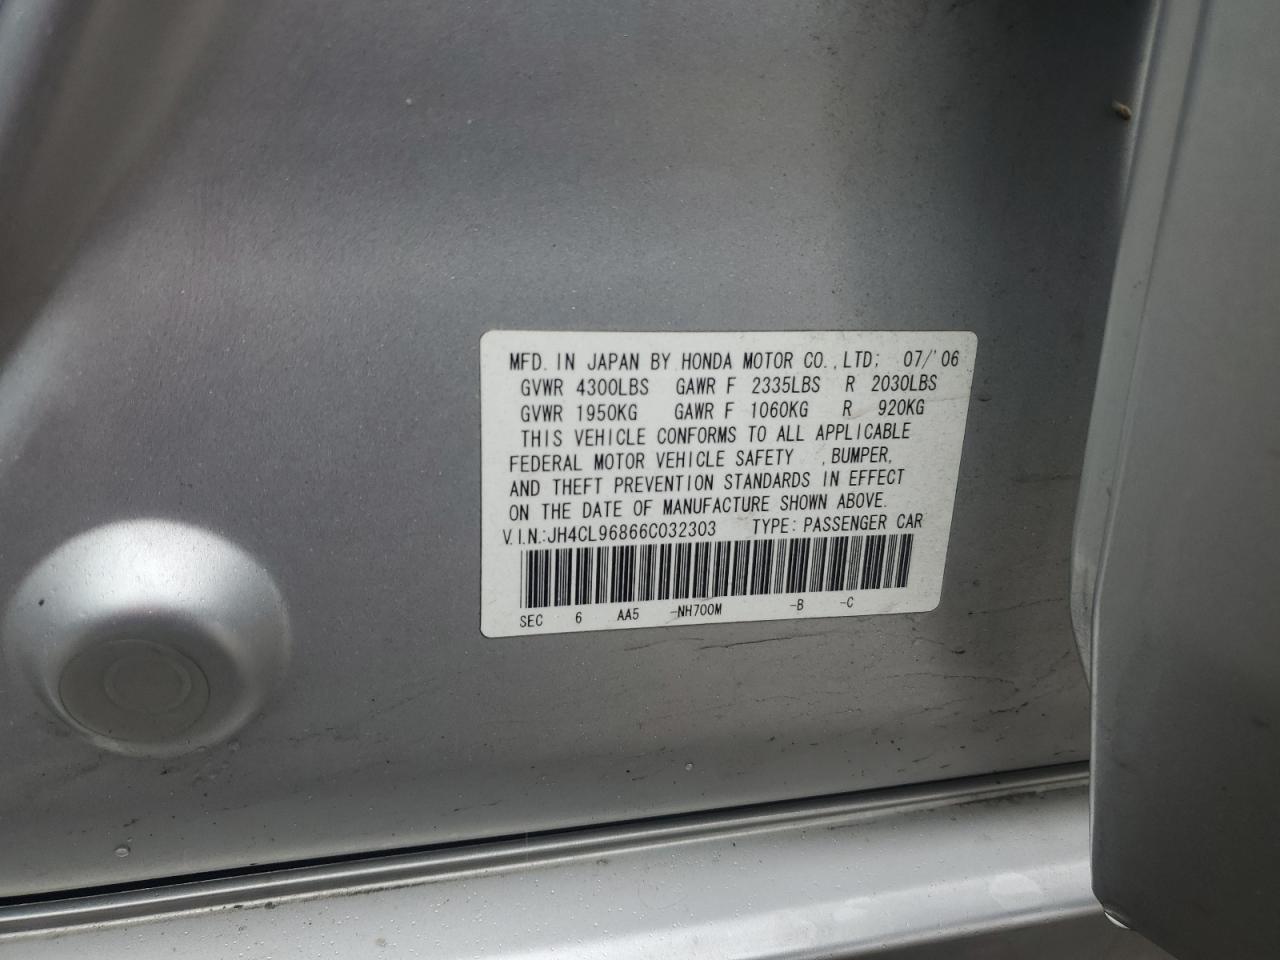 MFD. IN JAPAN BY HONDA MOTOR CO.,LTD; 07/'06
GVWR 4300LBS GAWR F 2335LBS R 2030LBS
GVWR 1950KG GAWR F 1060KG R 920KG
THIS VEHICLE CONFORMS TO ALL APPLICABLE
FEDERAL MOTOR VEHICLE SAFETY ,BUMPER,
AND THEFT PREVENTION STANDARDS IN EFFECT
ON THE DATE OF MANUFACTURE SHOWN ABOVE.
V.I.N.:JH4CL96866C032303 TYPE: PASSENGER CAR
SEC 6 AA5 -NH700M -B -C